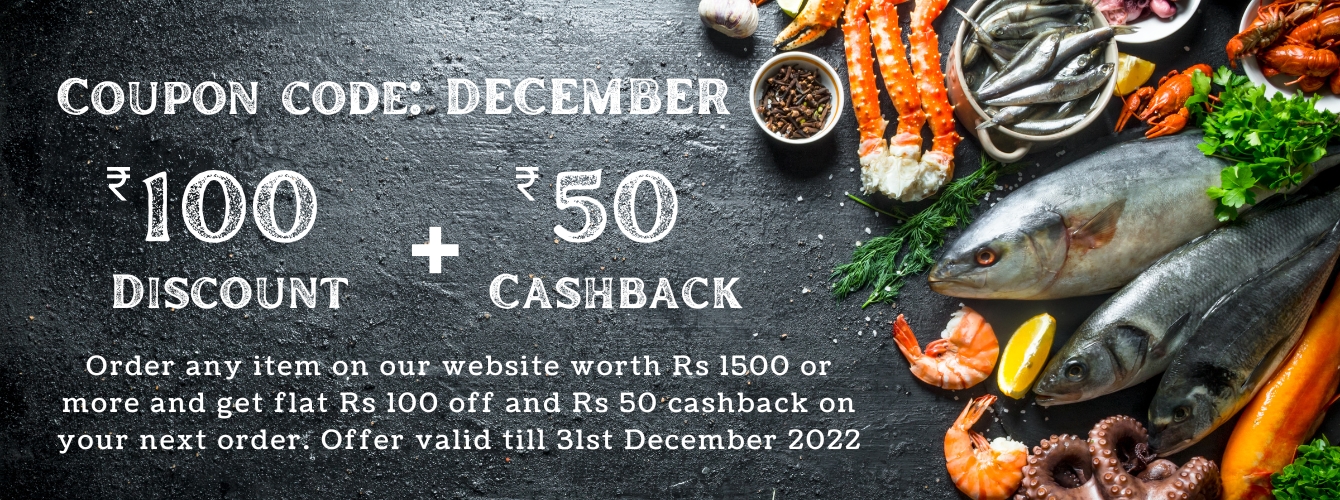 COUPON CODE: DECEMBER
₹100 + ₹50
DISCOUNT CASHBACK
Order any item on our website worth Rs 1500 or
more and get flat Rs 100 off and Rs 50 cashback on
your next order. Offer valid till 31st December 2022